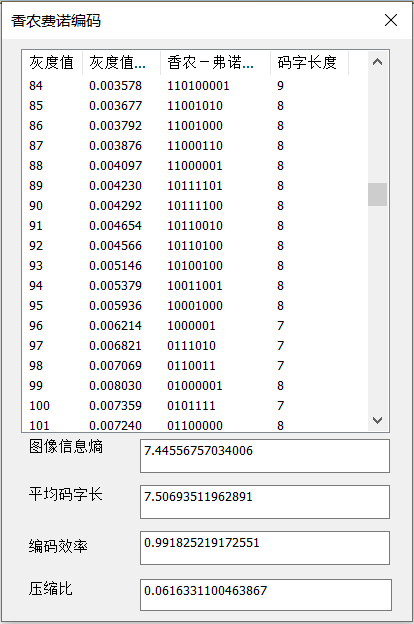 香农费诺编码
灰度值 灰度值... 香农－弗诺... 码字长度
84 0.003578 110100001 9
85 0.003677 11001010 8
86 0.003792 11001000 8
87 0.003876 11000110 8
88 0.004097 11000001 8
89 0.004230 10111101 8
90 0.004292 10111100 8
91 0.004654 10110010 8
92 0.004566 10110100 8
93 0.005146 10100100 8
94 0.005379 10011001 8
95 0.005936 10001000 8
96 0.006214 1000001 7
97 0.006821 0111010 7
98 0.007069 0110011 7
99 0.008030 01000001 8
100 0.007359 0101111 7
101 0.007240 01100000 8
图像信息熵 7.44556757034006
平均码字长 7.50693511962891
编码效率 0.991825219172551
压缩比 0.0616331100463867